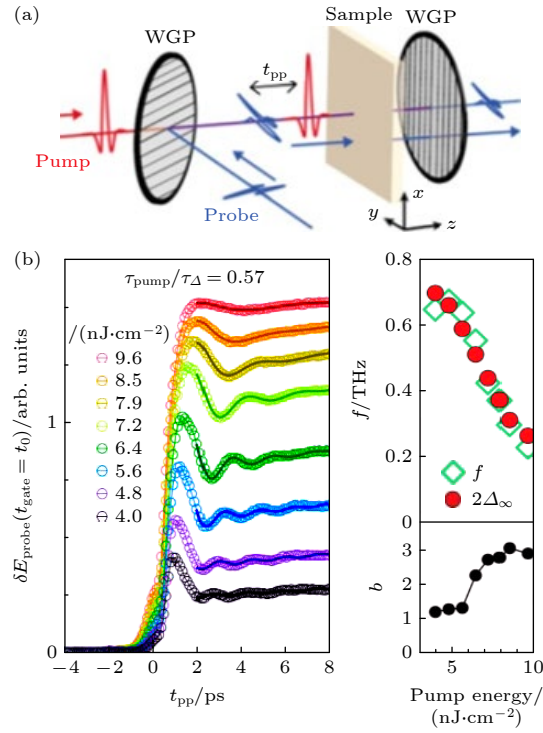 (a)
WGP
Sample
WGP
t_pp
Pump
Probe
x
y
z
(b)
τ_pump/τ_Δ = 0.57
/(nJ·cm⁻²)
9.6
8.5
7.9
7.2
6.4
5.6
4.8
4.0
δE_probe(t_gate = t_0)/arb. units
1
0
−4
−2
0
2
4
6
8
t_pp/ps
0.8
0.6
0.4
0.2
0
f/THz
f
2Δ_∞
3
2
1
0
b
5
10
Pump energy/
(nJ·cm⁻²)